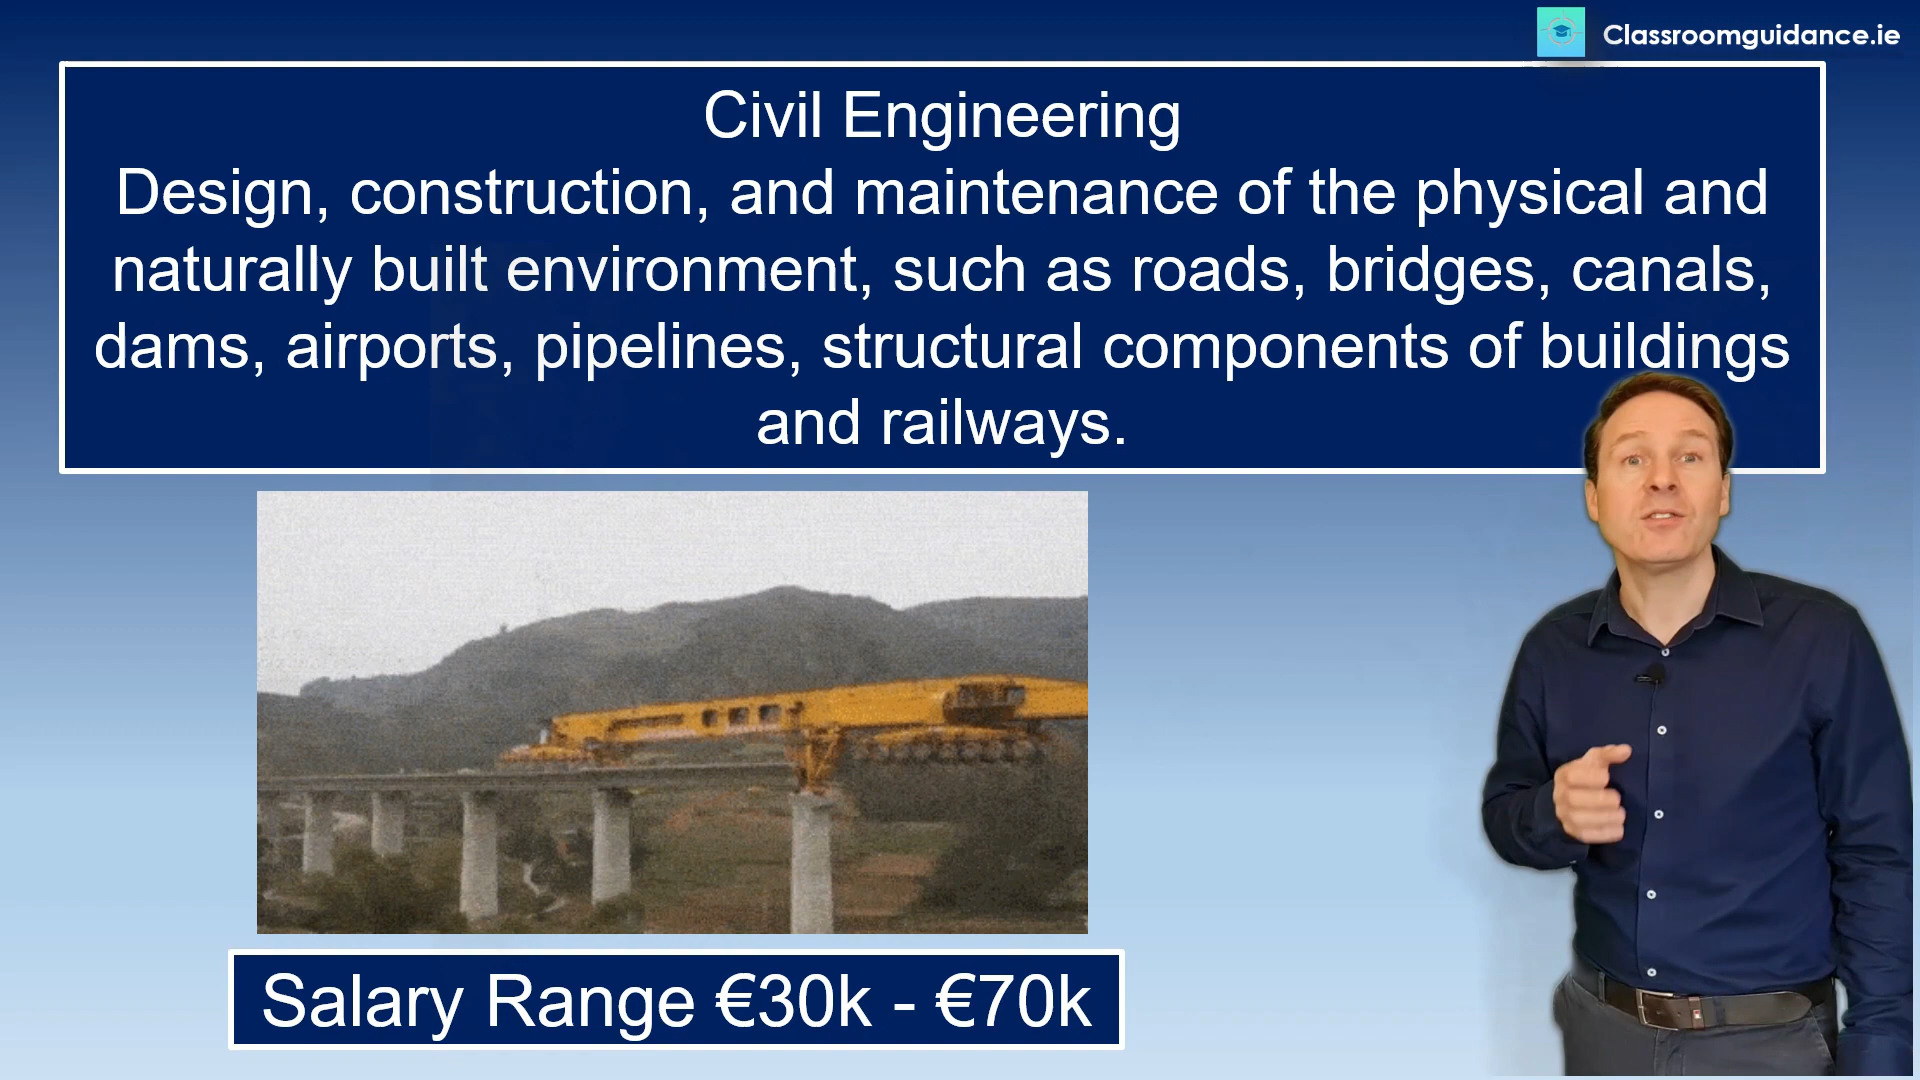 Classroomguidance.ie
Civil Engineering
Design, construction, and maintenance of the physical and
naturally built environment, such as roads, bridges, canals,
dams, airports, pipelines, structural components of buildings
and railways.
Salary Range €30k - €70k